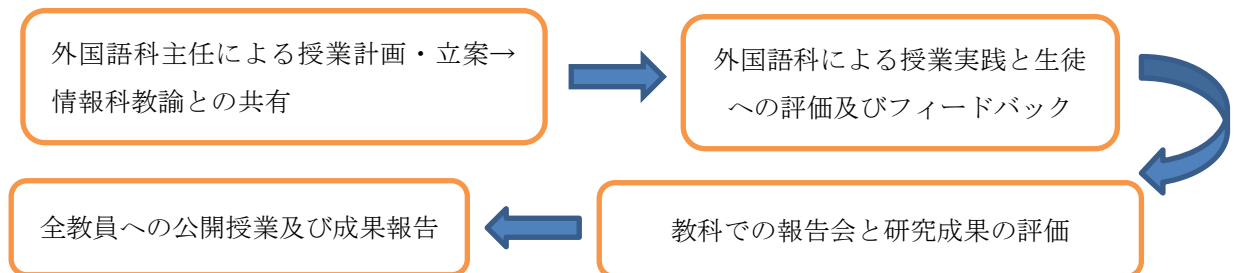 外国語科主任による授業計画・立案→
情報科教諭との共有
外国語科による授業実践と生徒
への評価及びフィードバック
教科での報告会と研究成果の評価
全教員への公開授業及び成果報告